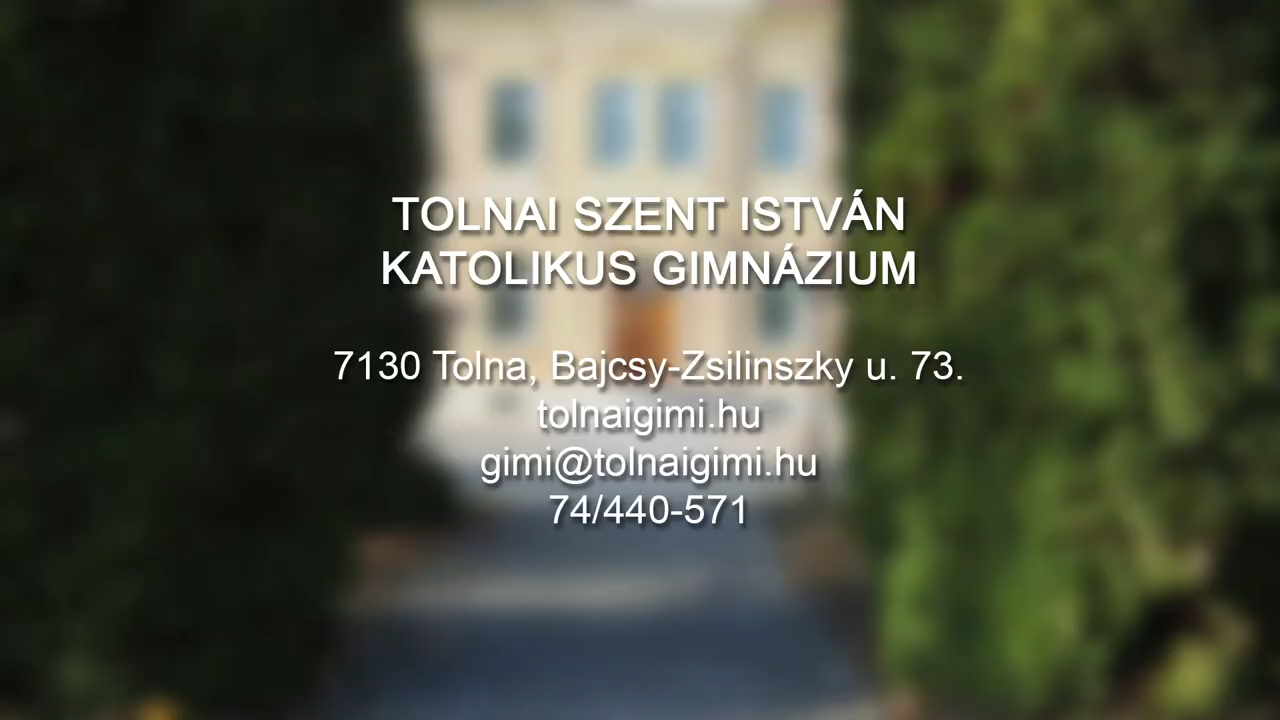 TOLNAI SZENT ISTVÁN
KATOLIKUS GIMNÁZIUM
7130 Tolna, Bajcsy-Zsilinszky u. 73.
tolnaigimi.hu
gimi@tolnaigimi.hu
74/440-571